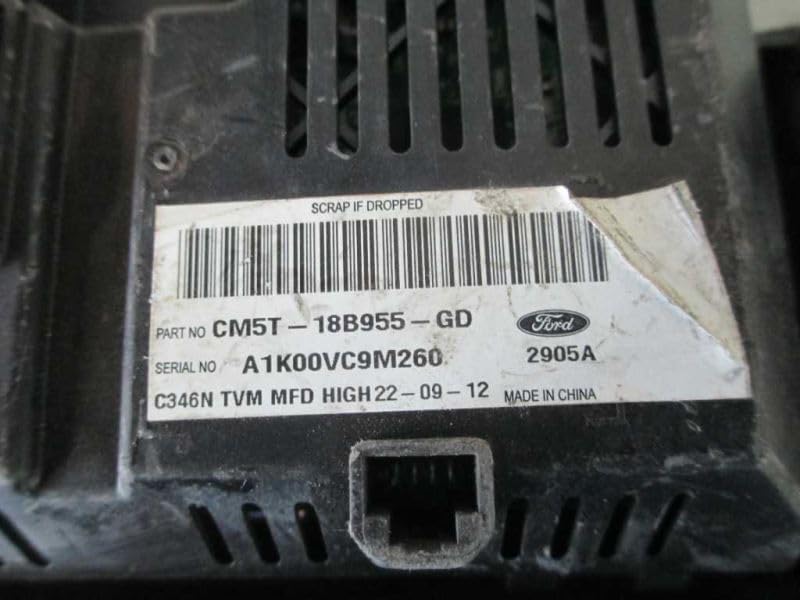 SCRAP IF DROPPED
PART NO CM5T-18B955-GD Ford
SERIAL NO A1K00VC9M260 2905A
C346N TVM MFD HIGH 22-09-12 MADE IN CHINA